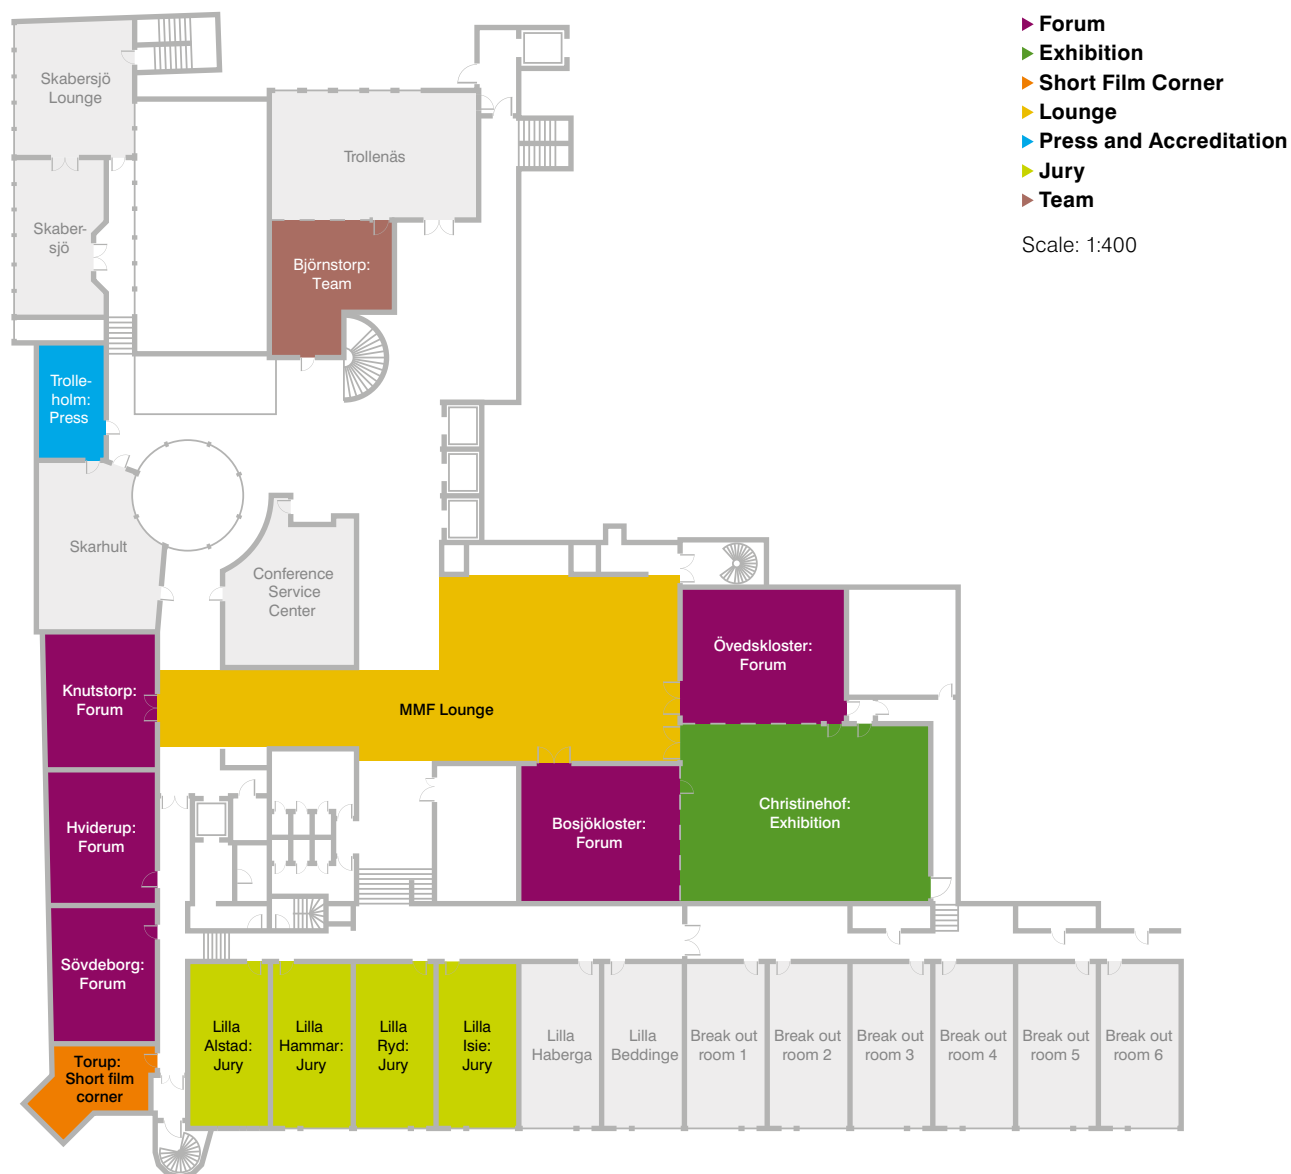 Forum
Exhibition
Short Film Corner
Lounge
Press and Accreditation
Jury
Team
Scale: 1:400
Skabersjö
Lounge
Trollenäs
Skaber-
sjö
Björnstorp:
Team
Trolle-
holm:
Press
Skarhult
Conference
Service
Center
Knutstorp:
Forum
MMF Lounge
Övedskloster:
Forum
Hviderup:
Forum
Bosjökloster:
Forum
Christinehof:
Exhibition
Sövdeborg:
Forum
Torup:
Short film
corner
Lilla
Alstad:
Jury
Lilla
Hammar:
Jury
Lilla
Ryd:
Jury
Lilla
Isie:
Jury
Lilla
Haberga
Lilla
Beddinge
Break out
room 1
Break out
room 2
Break out
room 3
Break out
room 4
Break out
room 5
Break out
room 6